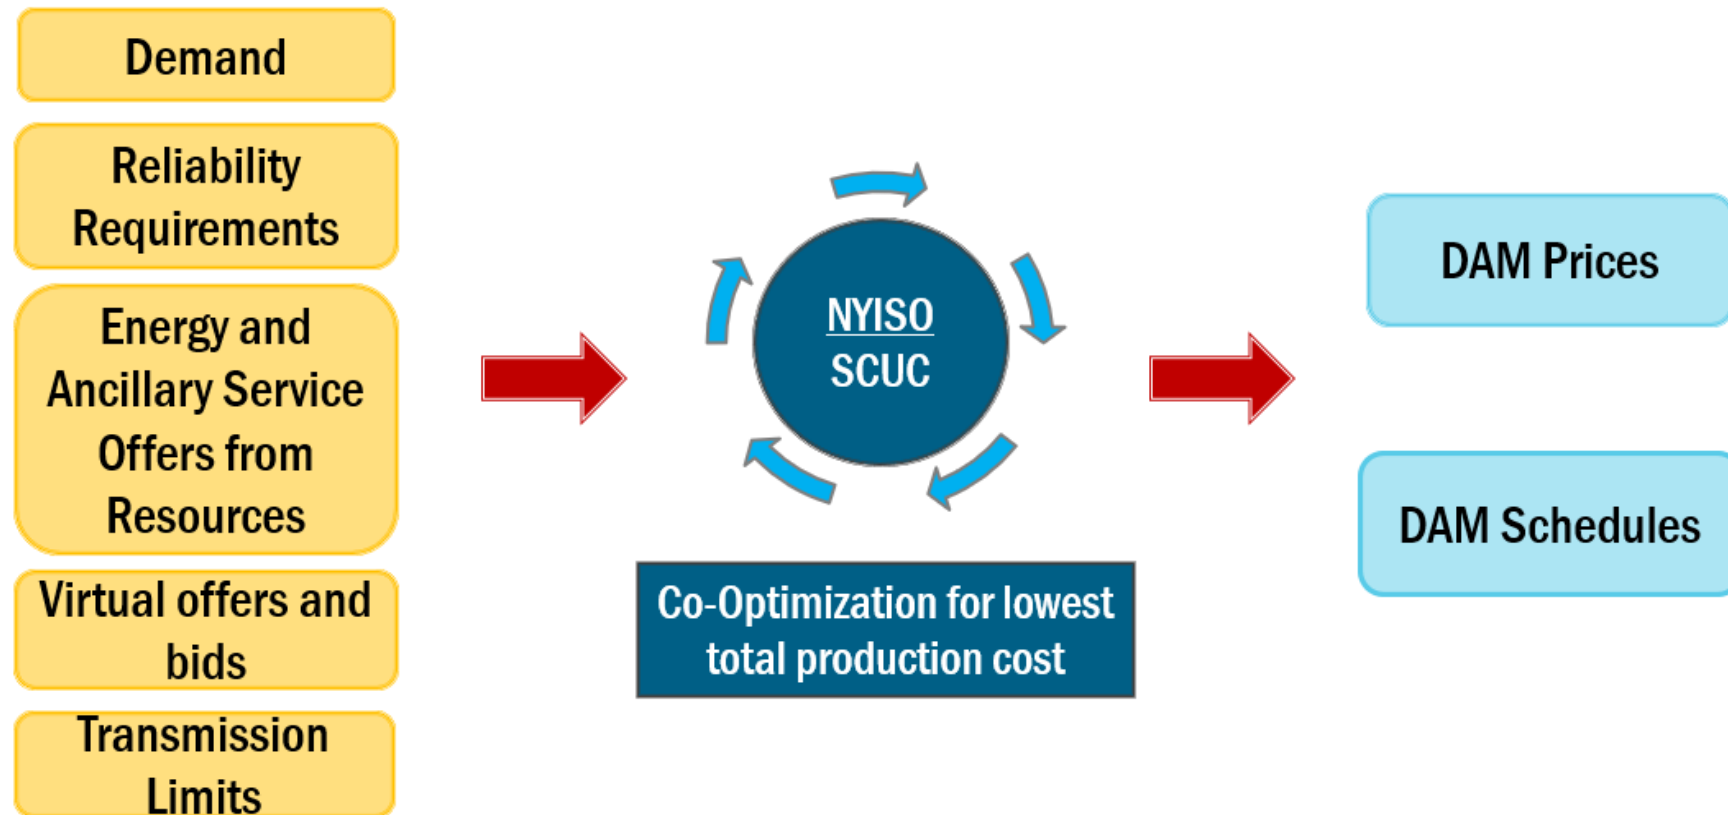 Demand
Reliability
Requirements
Energy and
Ancillary Service
Offers from
Resources
Virtual offers and
bids
Transmission
Limits
NYISO
SCUC
Co-Optimization for lowest
total production cost
DAM Prices
DAM Schedules